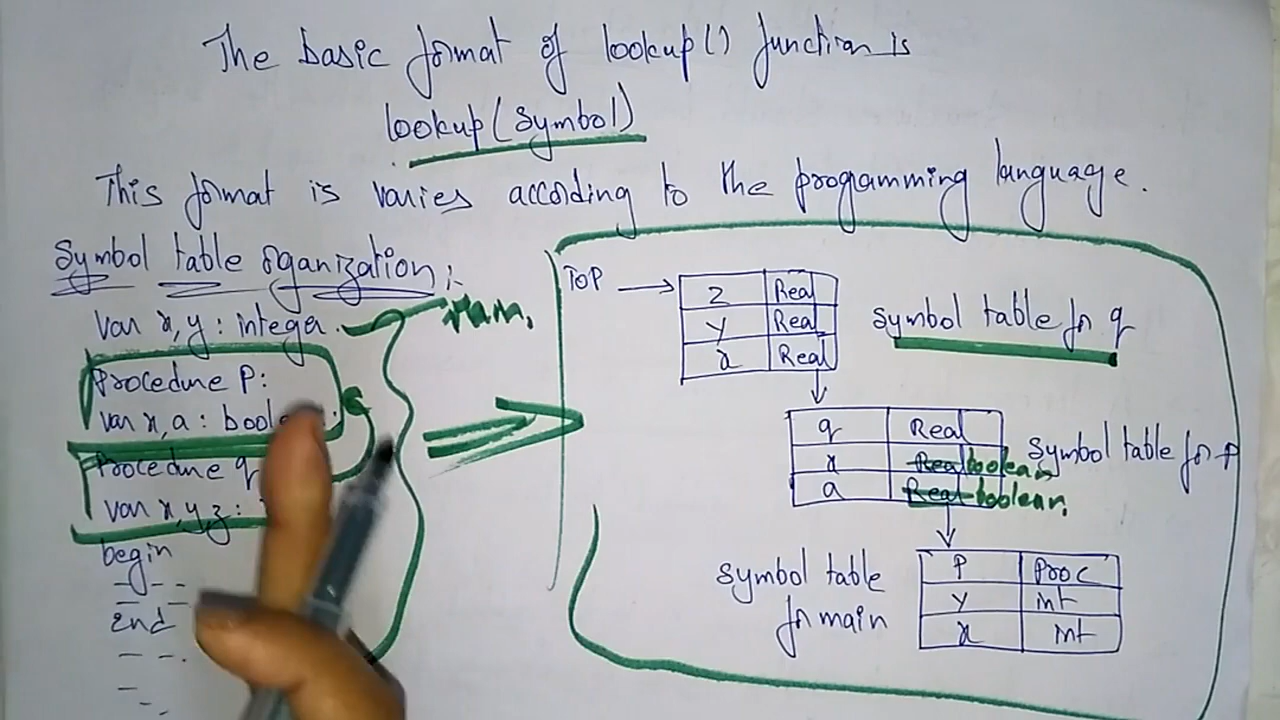 The basic format of lookup() function is
lookup(symbol)
This format is varies according to the programming language.
Symbol table oganization:-
var x,y: integer.
Procedure P:
var x,a: bool
Procedure q
var x,y,z:
begin
End
TOP
z Real
y Real
x Real
Symbol table for q
q Real
x Real boolean
a Real boolean
Symbol table for P
Symbol table for main
P Proc
y int
x int